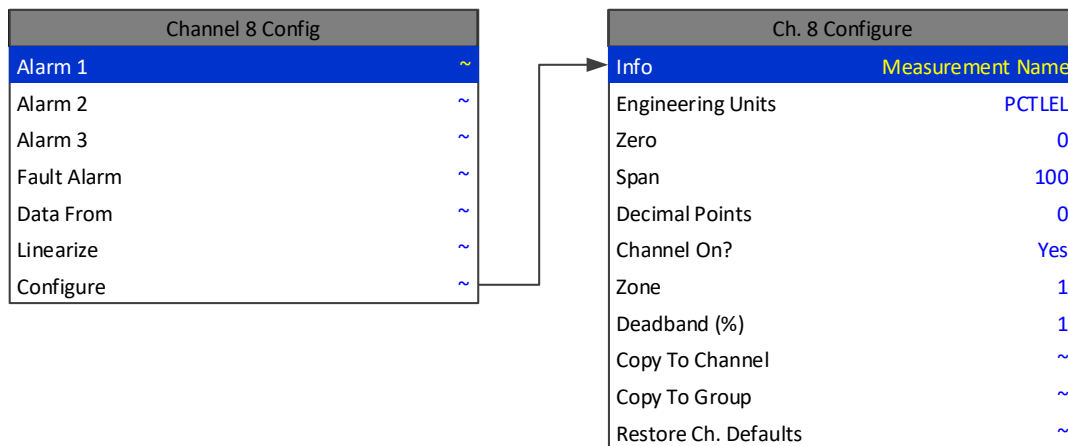 Channel 8 Config
Alarm 1 ~
Alarm 2 ~
Alarm 3 ~
Fault Alarm ~
Data From ~
Linearize ~
Configure ~
Ch. 8 Configure
Info Measurement Name
Engineering Units PCTLEL
Zero 0
Span 100
Decimal Points 0
Channel On? Yes
Zone 1
Deadband (%) 1
Copy To Channel ~
Copy To Group ~
Restore Ch. Defaults ~